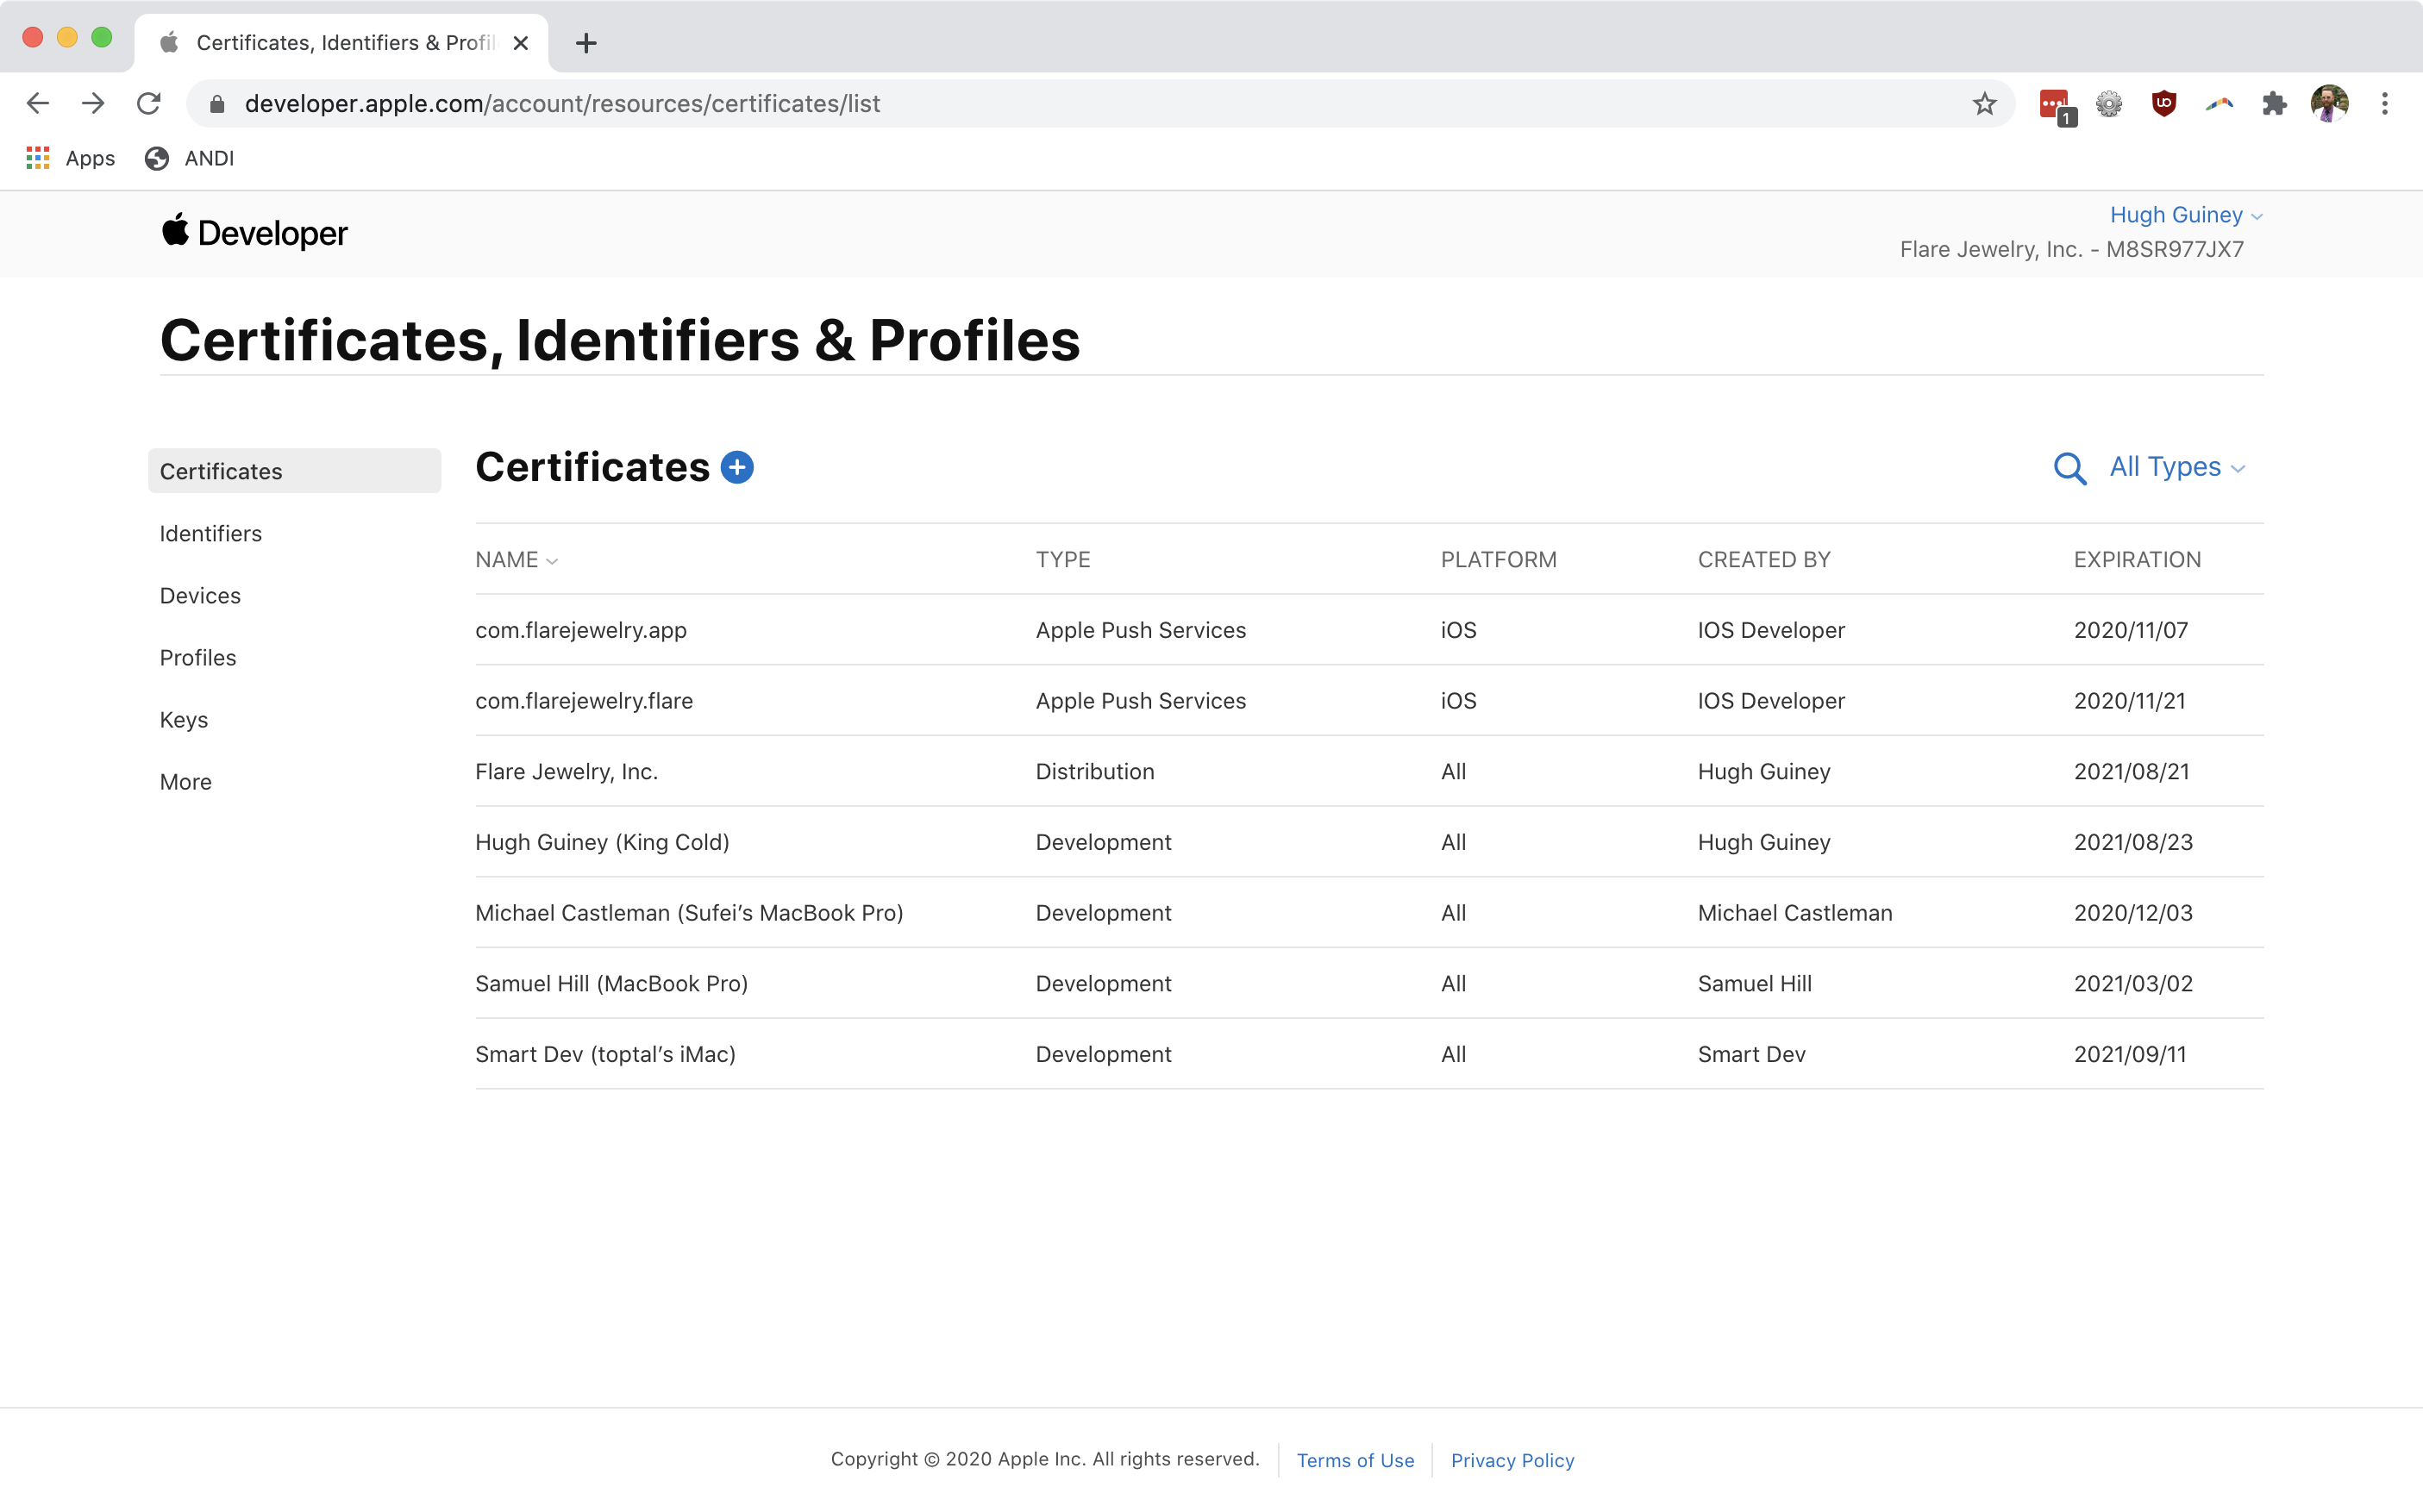 Certificates, Identifiers & Profil
developer.apple.com/account/resources/certificates/list
1
Apps ANDI
Developer
Hugh Guiney
Flare Jewelry, Inc. - M8SR977JX7
Certificates, Identifiers & Profiles
Certificates
Identifiers
Devices
Profiles
Keys
More
Certificates
All Types
NAME TYPE PLATFORM CREATED BY EXPIRATION
com.flarejewelry.app Apple Push Services iOS IOS Developer 2020/11/07
com.flarejewelry.flare Apple Push Services iOS IOS Developer 2020/11/21
Flare Jewelry, Inc. Distribution All Hugh Guiney 2021/08/21
Hugh Guiney (King Cold) Development All Hugh Guiney 2021/08/23
Michael Castleman (Sufei’s MacBook Pro) Development All Michael Castleman 2020/12/03
Samuel Hill (MacBook Pro) Development All Samuel Hill 2021/03/02
Smart Dev (toptal’s iMac) Development All Smart Dev 2021/09/11
Copyright © 2020 Apple Inc. All rights reserved. Terms of Use Privacy Policy